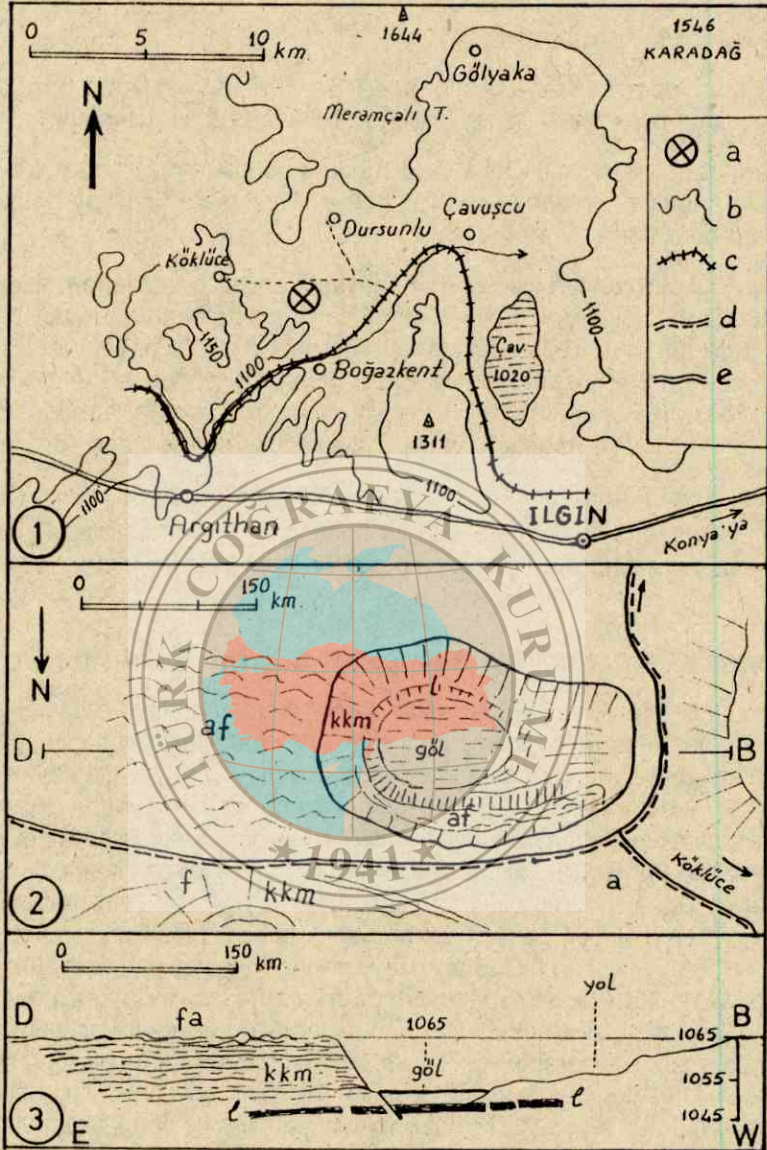 0 5 10
km
1644
1546
KARADAĞ
N
Gölyaka
Meramçalı T.
Dursunlu
Çavuşcu
Köklüce
1150
1100
1100
Boğazkent
Çav
1020
1311
1100
1100
Argıthan
ILGIN
Konya'ya
a
b
c
d
e
1
0 150
km
N
af
kkm
l
göl
af
D
B
f
kkm
a
Köklüce
2
0 150
km
D
fa
1065
yol
1065
B
kkm
göl
1055
l
l
1045
3
E
W
TÜRK COĞRAFYA KURUMU
1941